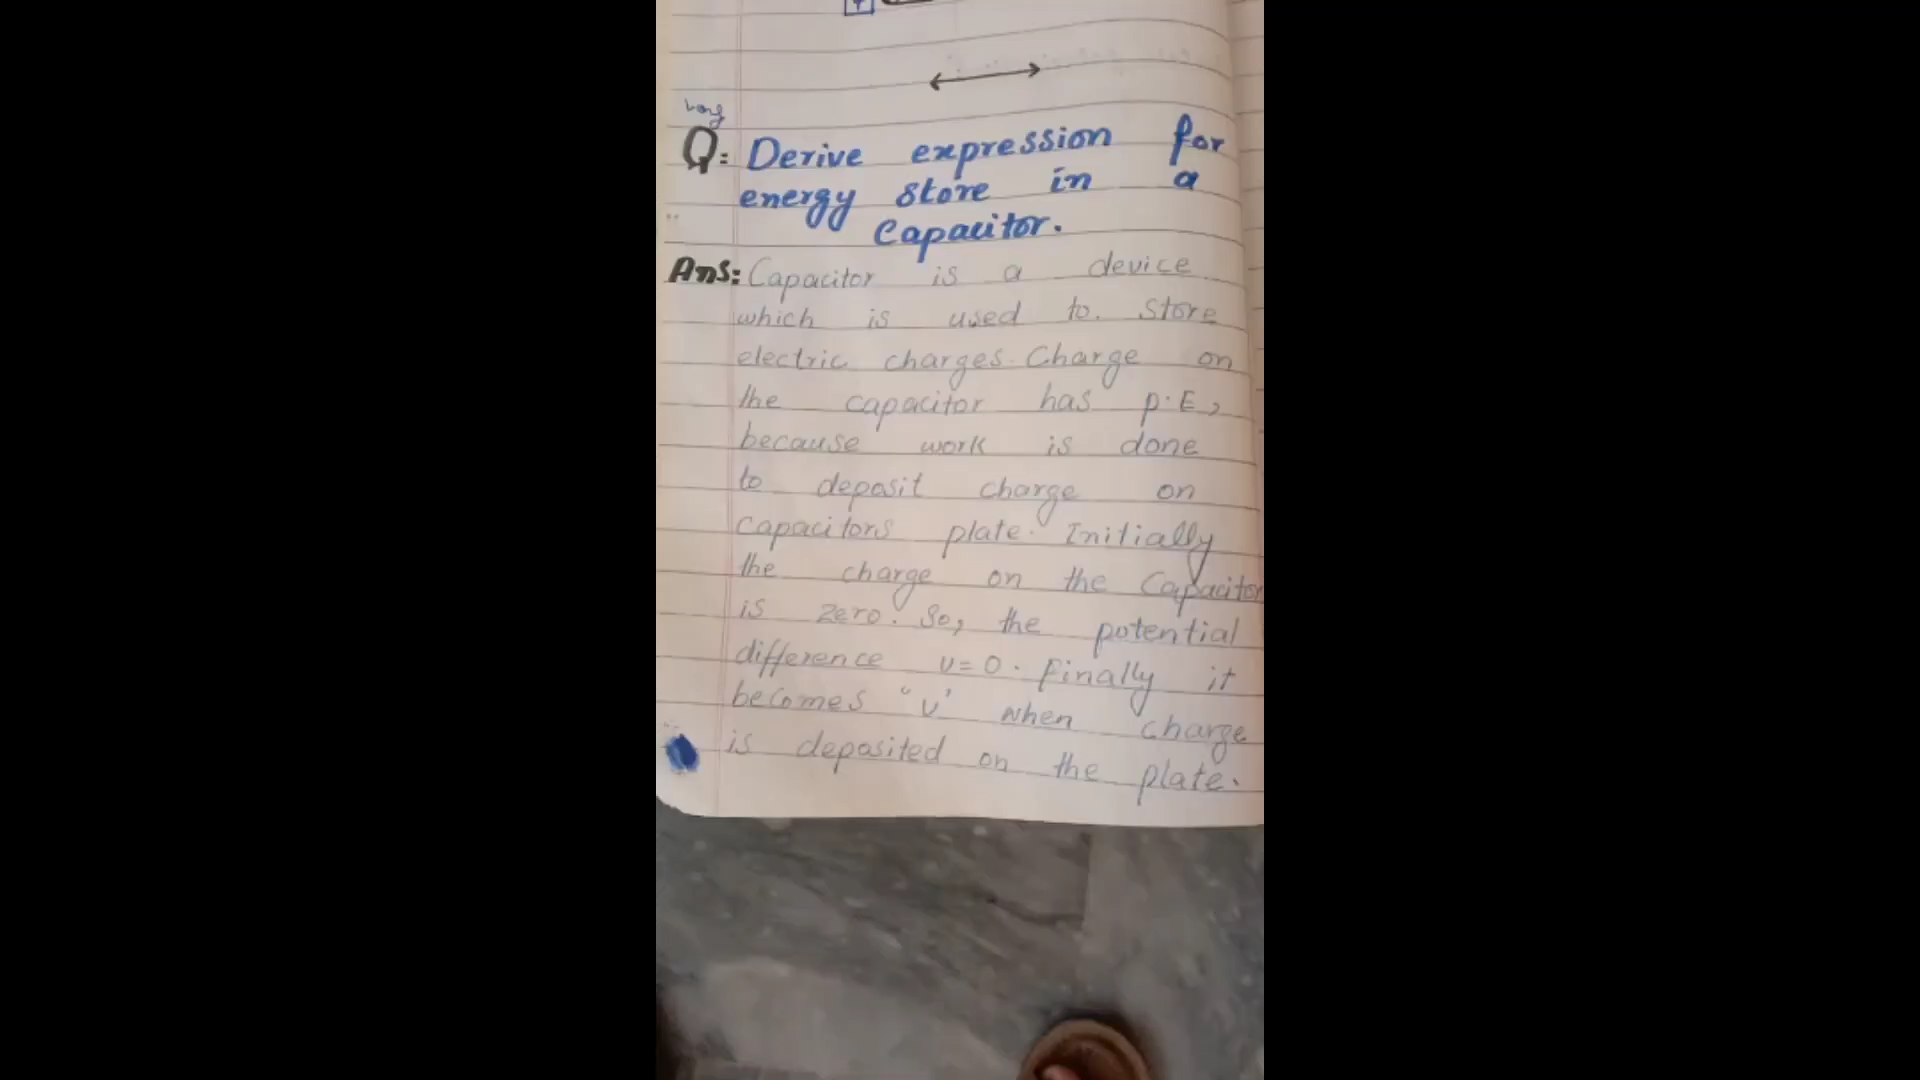 Long
Q: Derive expression for
energy store in a
Capacitor.
Ans: Capacitor is a device
which is used to. store
electric charges. Charge on
the capacitor has P.E,
because work is done
to deposit charge on
capacitors plate. Initially
the charge on the Capacitor
is zero. So, the potential
difference v=0. Finally it
becomes 'v' when charge
is deposited on the plate.